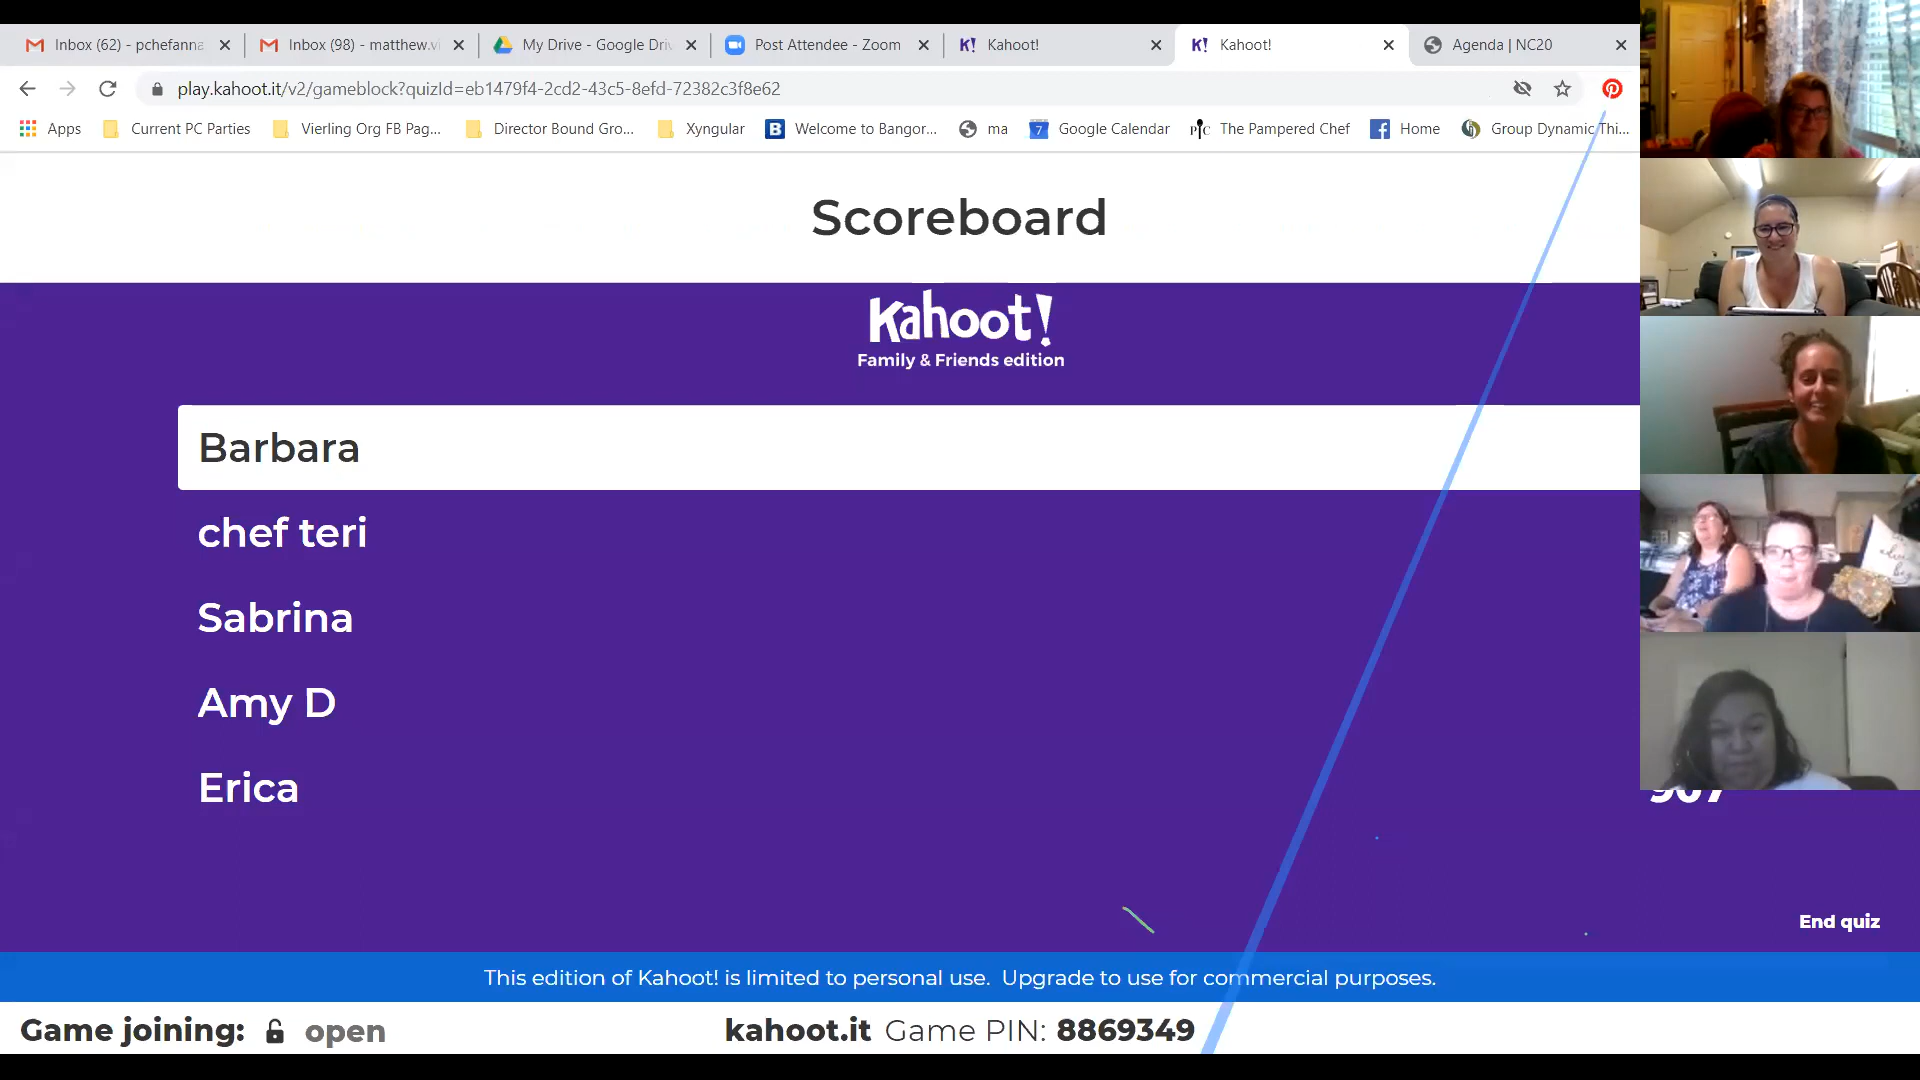 Inbox (62) - pchefanna
Inbox (98) - matthew.vi
My Drive - Google Driv
Post Attendee - Zoom
K! Kahoot!
K! Kahoot!
Agenda | NC20
play.kahoot.it/v2/gameblock?quizId=eb1479f4-2cd2-43c5-8efd-72382c3f8e62
Apps
Current PC Parties
Vierling Org FB Pag...
Director Bound Gro...
Xyngular
B Welcome to Bangor...
ma
7 Google Calendar
The Pampered Chef
Home
Group Dynamic Thi...
Scoreboard
Kahoot!
Family & Friends edition
Barbara
chef teri
Sabrina
Amy D
Erica
End quiz
This edition of Kahoot! is limited to personal use. Upgrade to use for commercial purposes.
Game joining: open
kahoot.it Game PIN: 8869349